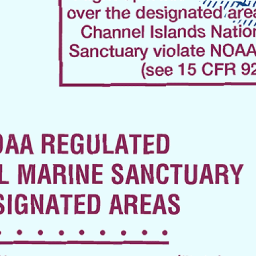 over the designated area
Channel Islands Nation
Sanctuary violate NOAA
(see 15 CFR 92
OAA REGULATED
L MARINE SANCTUARY
SIGNATED AREAS